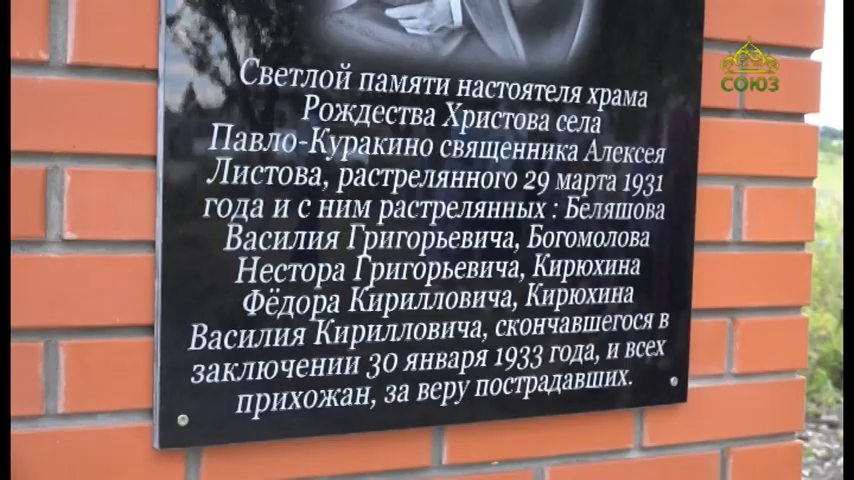 СОЮЗ
Светлой памяти настоятеля храма
Рождества Христова села
Павло-Куракино священника Алексея
Листова, растрелянного 29 марта 1931
года и с ним растрелянных : Беляшова
Василия Григорьевича, Богомолова
Нестора Григорьевича, Кирюхина
Фёдора Кирилловича, Кирюхина
Василия Кирилловича, скончавшегося в
заключении 30 января 1933 года, и всех
прихожан, за веру пострадавших.